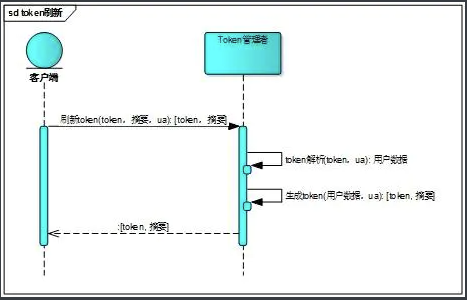 sd token刷新
Token管理者
客户端
刷新token(token，摘要，ua): [token，摘要]
token解析(token，ua): 用户数据
生成token(用户数据，ua): [token, 摘要]
:[token, 摘要]